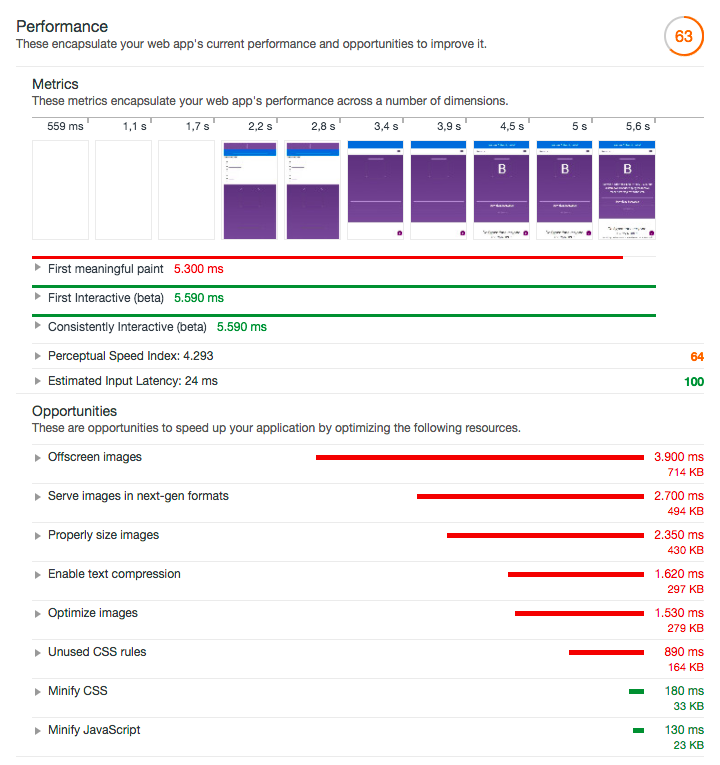 Performance
These encapsulate your web app's current performance and opportunities to improve it.
63
Metrics
These metrics encapsulate your web app's performance across a number of dimensions.
559 ms 1,1 s 1,7 s 2,2 s 2,8 s 3,4 s 3,9 s 4,5 s 5 s 5,6 s
B B B
First meaningful paint 5.300 ms
First Interactive (beta) 5.590 ms
Consistently Interactive (beta) 5.590 ms
Perceptual Speed Index: 4.293 64
Estimated Input Latency: 24 ms 100
Opportunities
These are opportunities to speed up your application by optimizing the following resources.
Offscreen images 3.900 ms
714 KB
Serve images in next-gen formats 2.700 ms
494 KB
Properly size images 2.350 ms
430 KB
Enable text compression 1.620 ms
297 KB
Optimize images 1.530 ms
279 KB
Unused CSS rules 890 ms
164 KB
Minify CSS 180 ms
33 KB
Minify JavaScript 130 ms
23 KB